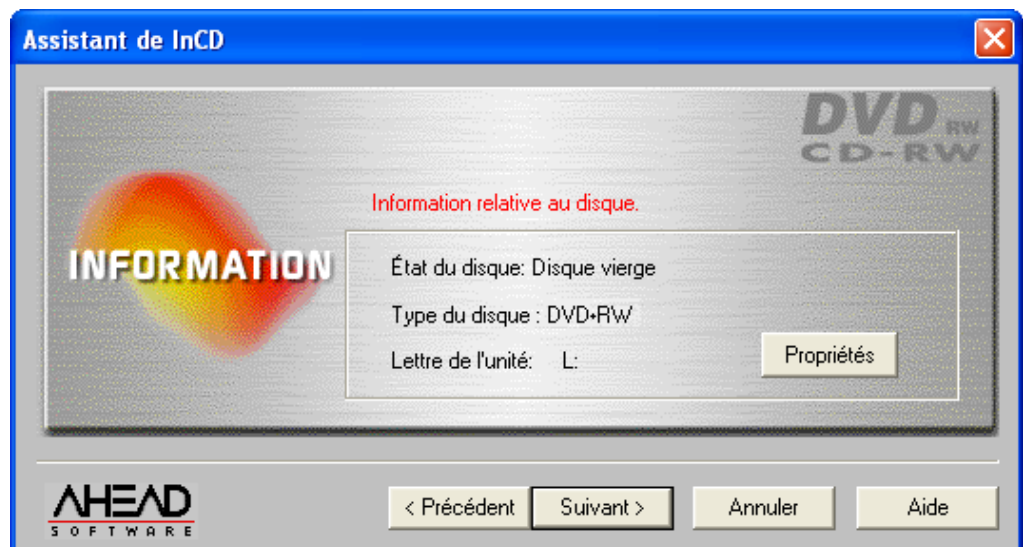 Assistant de InCD
DVD RW
CD-RW
Information relative au disque.
INFORMATION
État du disque: Disque vierge
Type du disque : DVD+RW
Lettre de l'unité: L:
Propriétés
AHEAD
SOFTWARE
< Précédent
Suivant >
Annuler
Aide